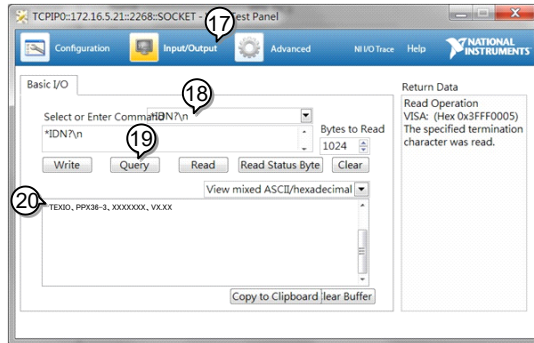 TCPIP0::172.16.5.21::2268::SOCKET - 17 Test Panel
Configuration Input/Output Advanced NI I/O Trace Help NATIONAL INSTRUMENTS
Basic I/O
18
Select or Enter Command *IDN?\n
*IDN?\n
19
Bytes to Read
1024
Write Query Read Read Status Byte Clear
View mixed ASCII/hexadecimal
20
TEXIO、PPX36-3、XXXXXXX、VX.XX
Copy to Clipboard lear Buffer
Return Data
Read Operation
VISA: (Hex 0x3FFF0005)
The specified termination
character was read.